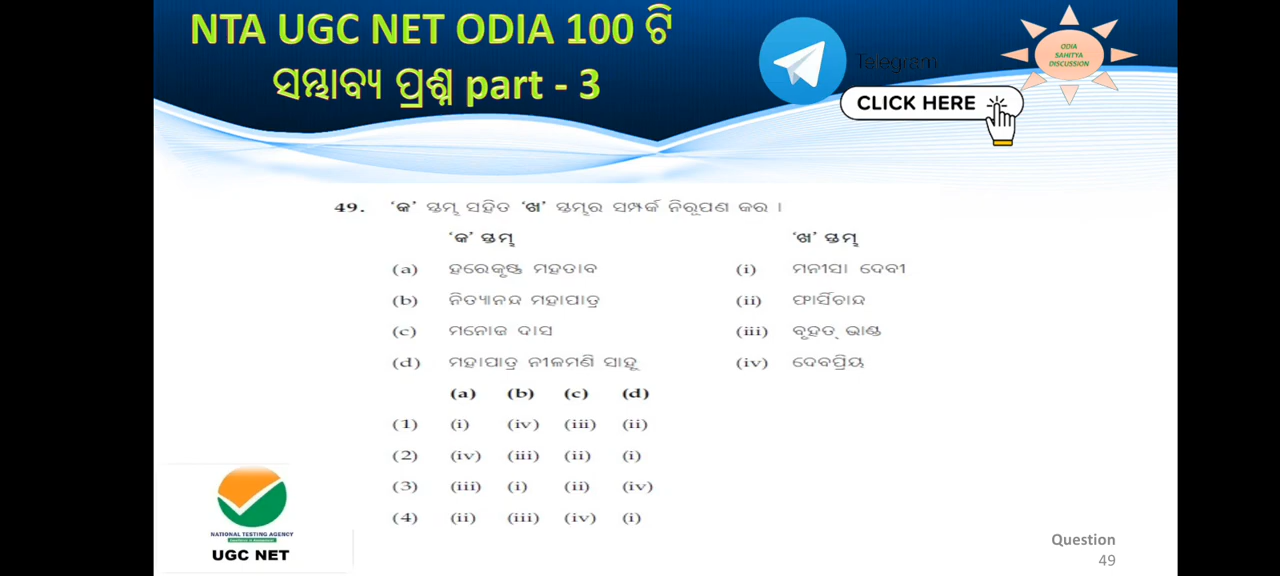 NTA UGC NET ODIA 100 ଟି
ସମ୍ଭାବ୍ୟ ପ୍ରଶ୍ନ part - 3
Telegram
CLICK HERE
ODIA
SAHITYA
DISCUSSION
49. 'କ' ସ୍ତମ୍ଭ ସହିତ 'ଖ' ସ୍ତମ୍ଭର ସମ୍ପର୍କ ନିରୂପଣ କର ।
'କ' ସ୍ତମ୍ଭ 'ଖ' ସ୍ତମ୍ଭ
(a) ହରେକୃଷ୍ଣ ମହତାବ (i) ମନୀସା ଦେବୀ
(b) ନିତ୍ୟାନନ୍ଦ ମହାପାତ୍ର (ii) ଫାର୍ସିଚାନ୍ଦ
(c) ମନୋଜ ଦାସ (iii) ବୃହତ୍ ଭାଣ୍ଡ
(d) ମହାପାତ୍ର ନୀଳମଣି ସାହୁ (iv) ଦେବପ୍ରିୟ
(a) (b) (c) (d)
(1) (i) (iv) (iii) (ii)
(2) (iv) (iii) (ii) (i)
(3) (iii) (i) (ii) (iv)
(4) (ii) (iii) (iv) (i)
NATIONAL TESTING AGENCY
UGC NET
Question
49